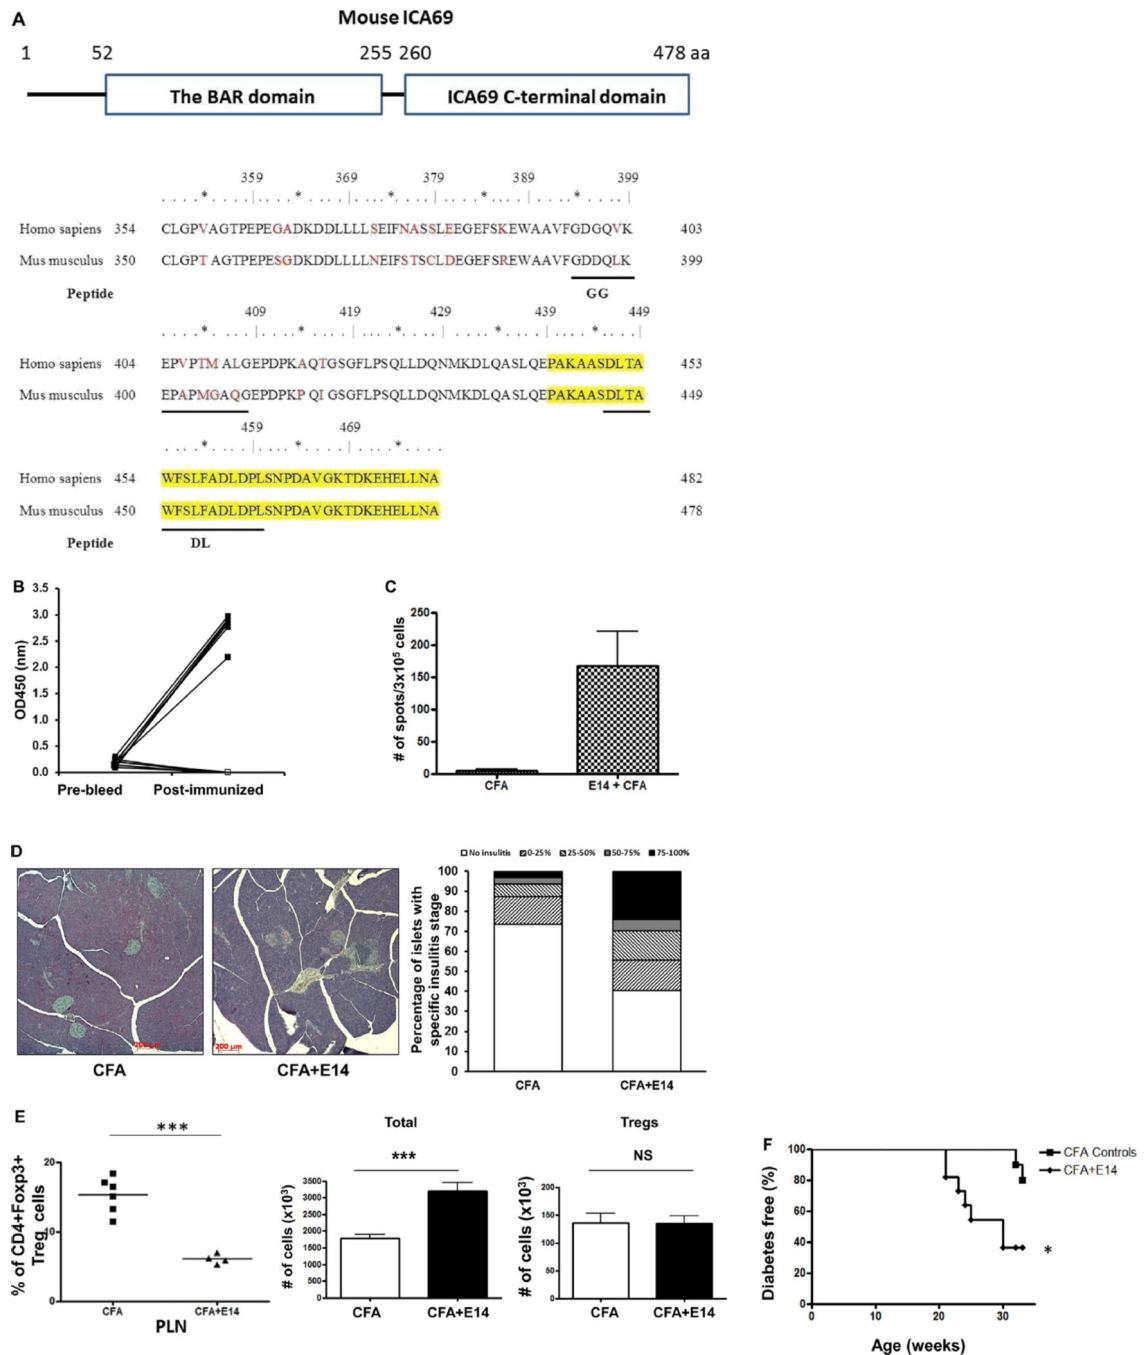 A
Mouse ICA69
1 52 255 260 478 aa
The BAR domain ICA69 C-terminal domain
359 369 379 389 399
Homo sapiens 354 CLGPVAGTPEPEGADKDDLLLLSEIFNASSLEEGEFSKEWAAVFGDGQVK 403
Mus musculus 350 CLGPTAGTPEPESGDKDDLLLLNEIFSTSCLDEGEFSREWAAVFGDDQLK 399
Peptide GG
409 419 429 439 449
Homo sapiens 404 EPVPTMALGEPDPKAQTGSGFLPSQLLDQNMKDLQASLQEPAKAASDLTA 453
Mus musculus 400 EPAPMGAQGEPDPKPQIGSGFLPSQLLDQNMKDLQASLQEPAKAASDLTA 449
459 469
Homo sapiens 454 WFSLFADLDPLSNPDAVGKTDKEHELLNA 482
Mus musculus 450 WFSLFADLDPLSNPDAVGKTDKEHELLNA 478
Peptide DL
B
OD450 (nm)
3.5
3.0
2.5
2.0
1.5
1.0
0.5
0.0
Pre-bleed Post-immunized
C
# of spots/3x10⁵ cells
250
200
150
100
50
0
CFA E14 + CFA
D
200 µm
200 µm
CFA CFA+E14
No insulitis 0-25% 25-50% 50-75% 75-100%
Percentage of islets with
specific insulitis stage
100
90
80
70
60
50
40
30
20
10
0
CFA CFA+E14
E
% of CD4+Foxp3+
Treg cells
***
20
10
0
CFA CFA+E14
PLN
Total
***
# of cells (x10³)
3500
3000
2500
2000
1500
1000
500
0
CFA CFA+E14
Tregs
NS
# of cells (x10³)
200
150
100
50
0
CFA CFA+E14
F
Diabetes free (%)
100
80
60
40
20
0
0 10 20 30
Age (weeks)
CFA Controls
CFA+E14
*